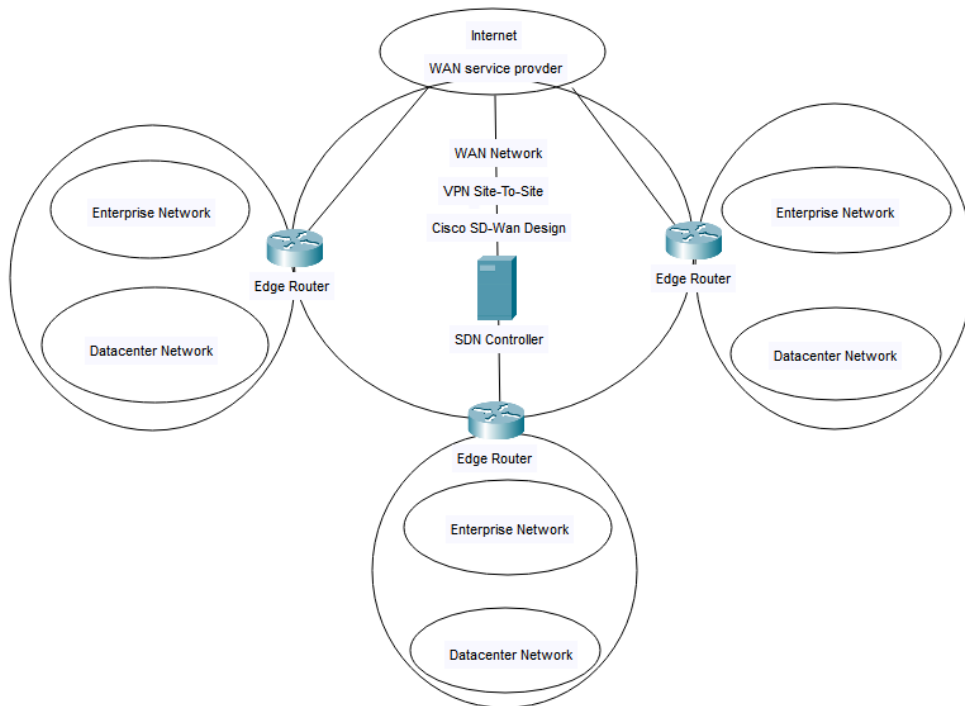 Internet
WAN service provder
WAN Network
VPN Site-To-Site
Cisco SD-Wan Design
Enterprise Network
Enterprise Network
Edge Router
Edge Router
SDN Controller
Datacenter Network
Datacenter Network
Edge Router
Enterprise Network
Datacenter Network